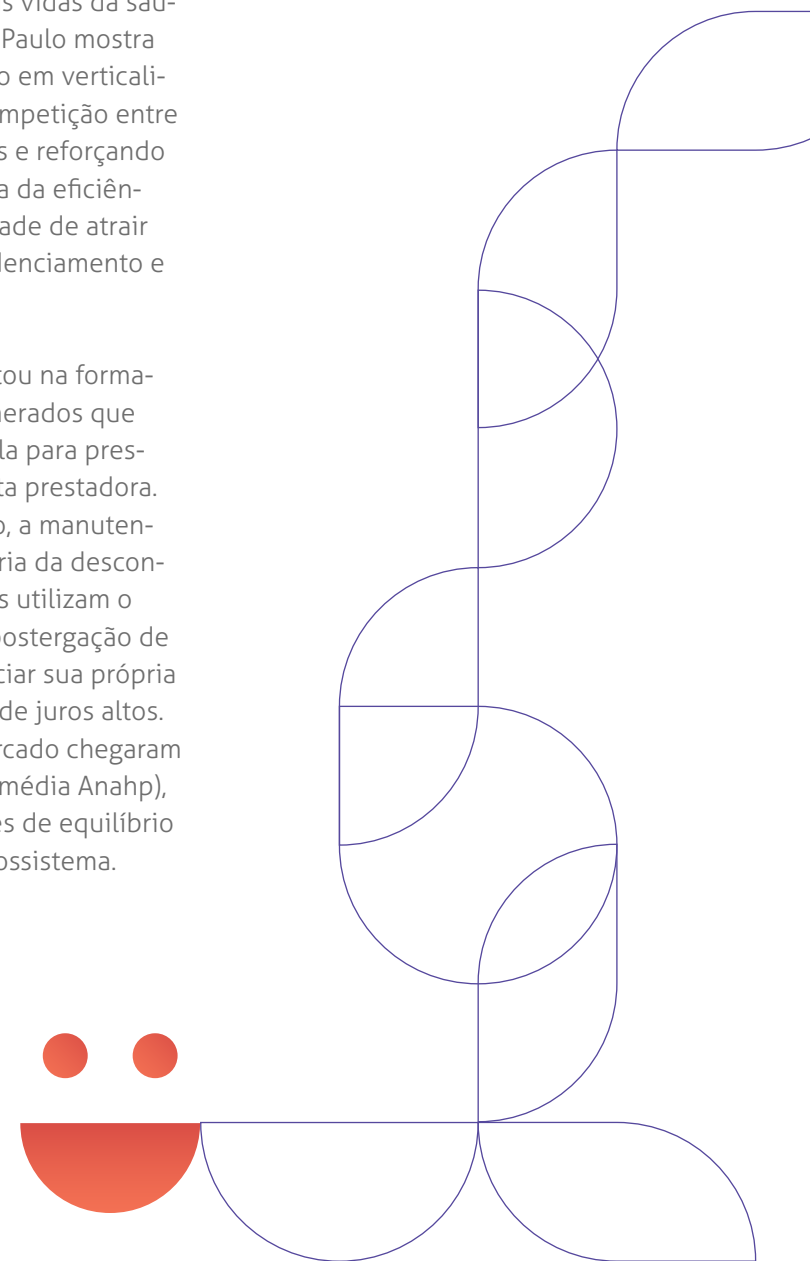 s vidas da saú-
Paulo mostra
o em verticali-
mpetição entre
s e reforçando
a da eficiên-
ade de atrair
denciamento e
tou na forma-
nerados que
la para pres-
ta prestadora.
o, a manuten-
ria da descon-
s utilizam o
postergação de
ciar sua própria
de juros altos.
rcado chegaram
média Anahp),
es de equilíbrio
ossistema.